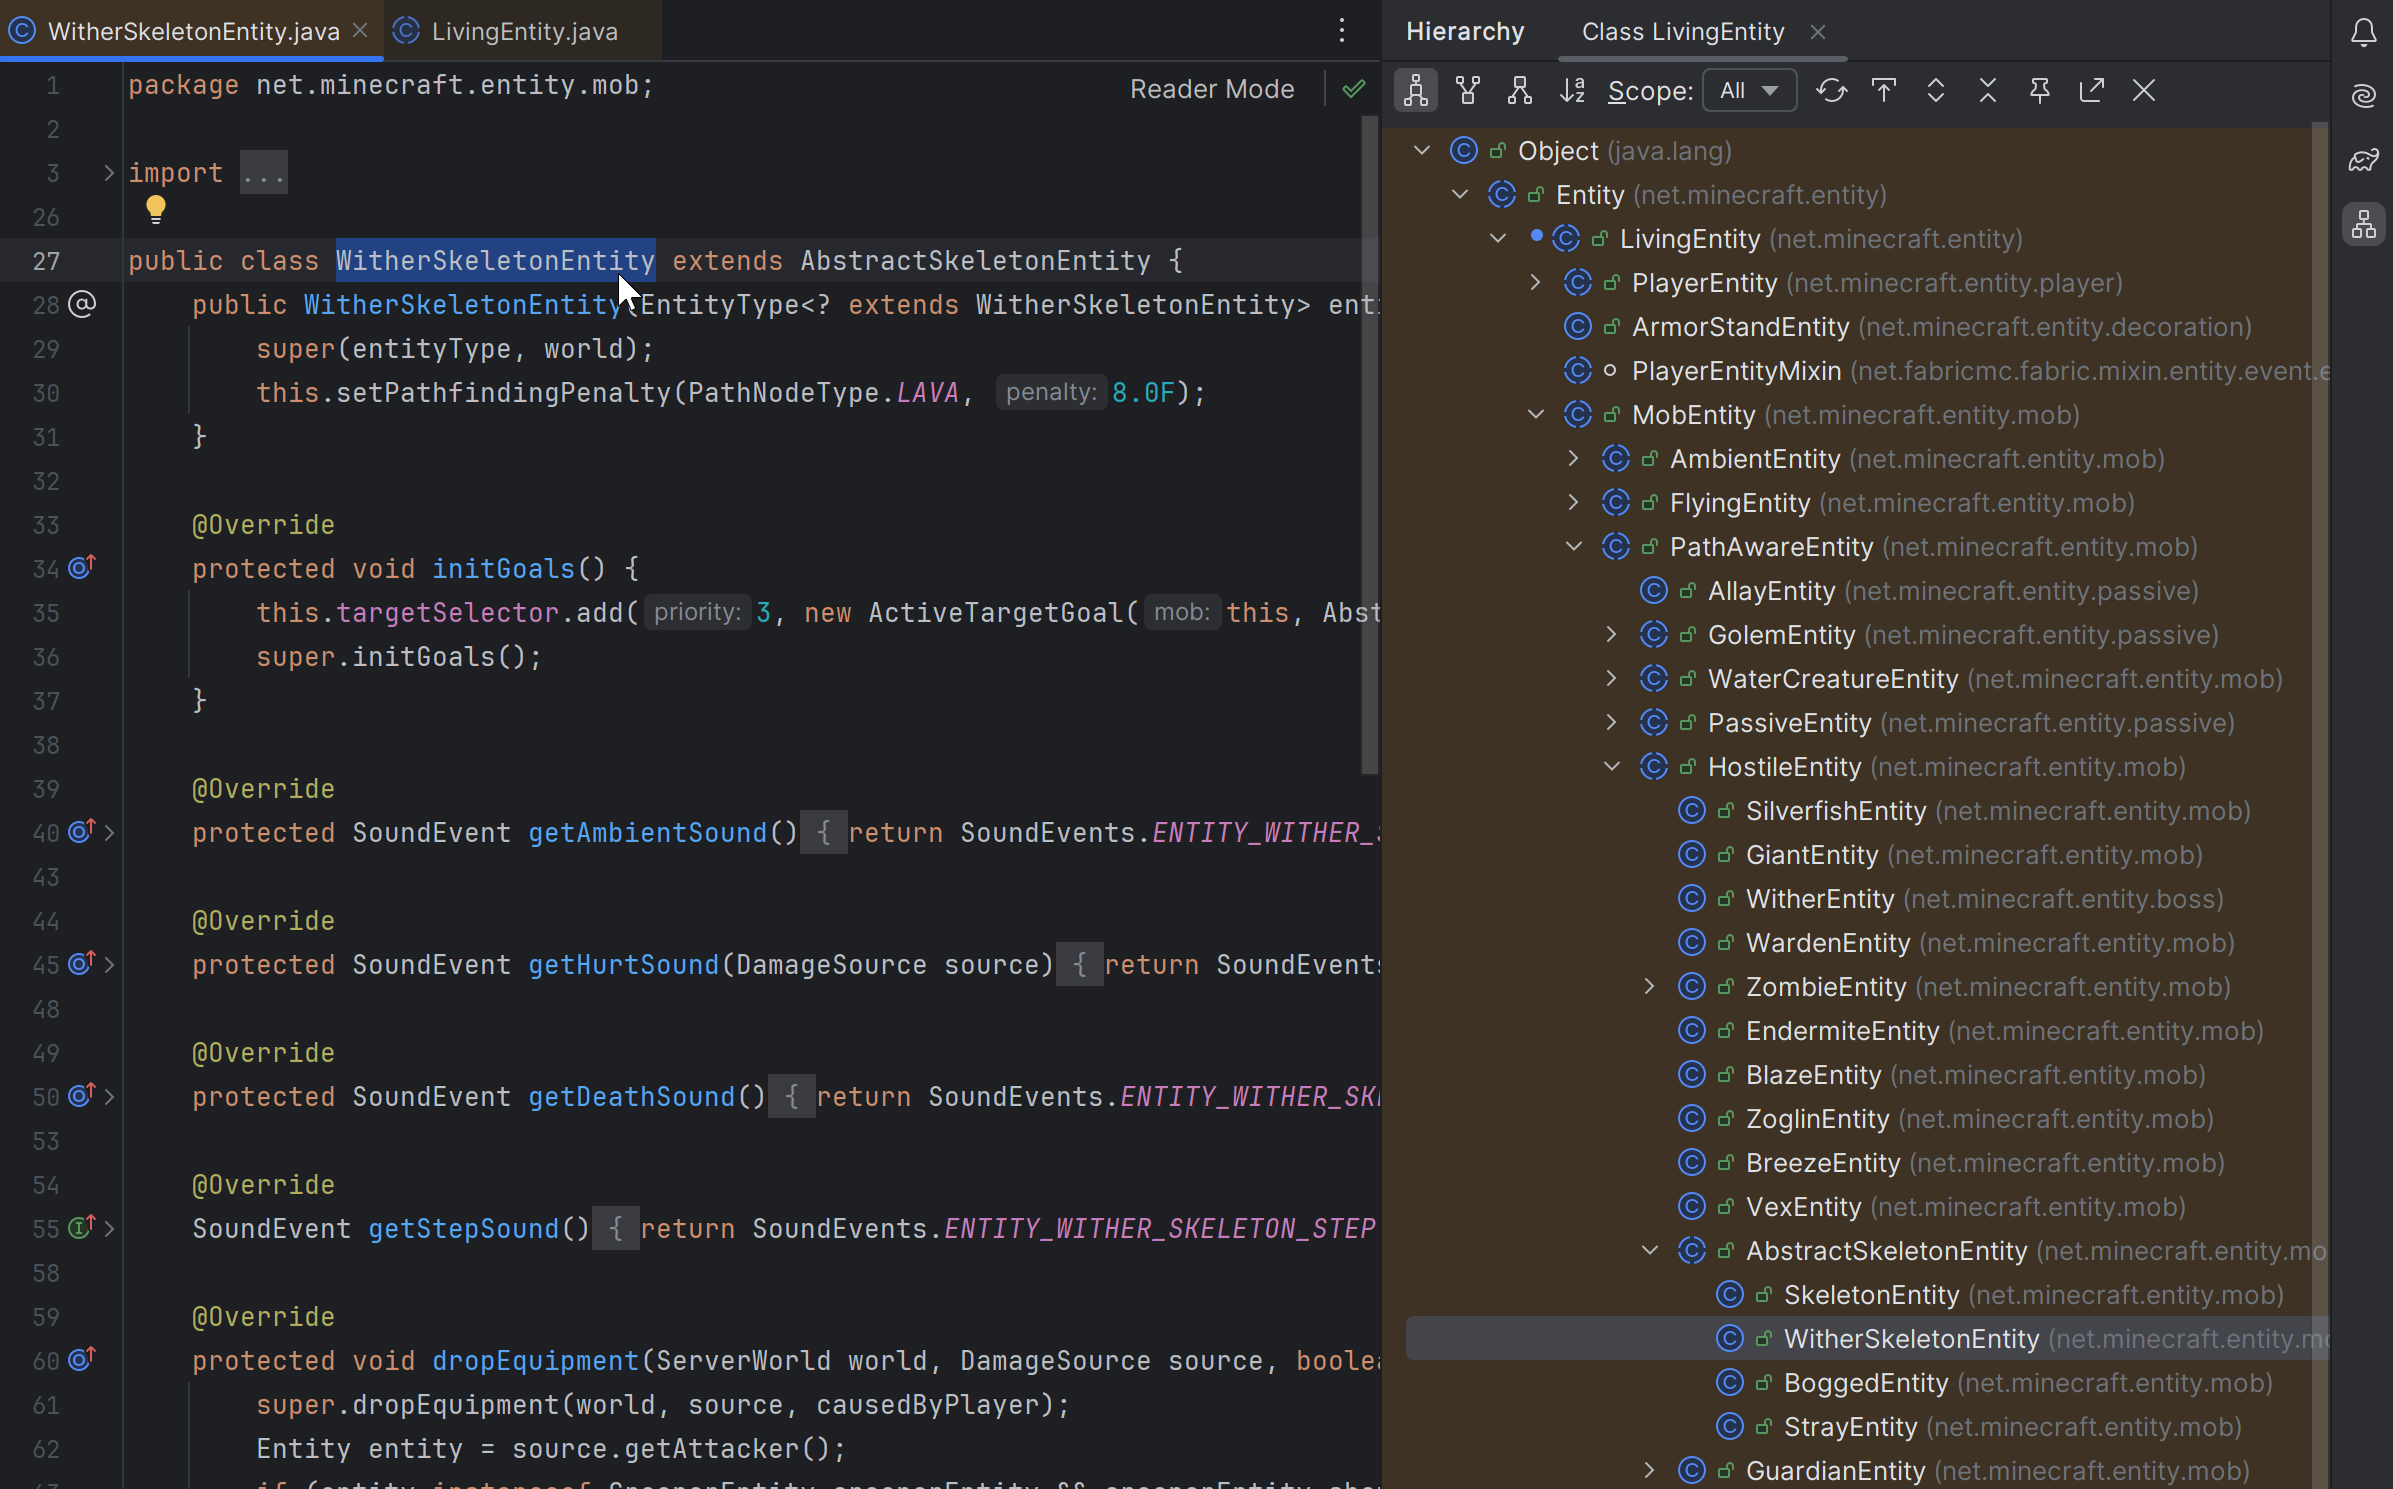 WitherSkeletonEntity.java
LivingEntity.java
Reader Mode
1 package net.minecraft.entity.mob;
2
3 import ...
26
27 public class WitherSkeletonEntity extends AbstractSkeletonEntity {
28 public WitherSkeletonEntity(EntityType<? extends WitherSkeletonEntity> enti
29 super(entityType, world);
30 this.setPathfindingPenalty(PathNodeType.LAVA, penalty: 8.0F);
31 }
32
33 @Override
34 protected void initGoals() {
35 this.targetSelector.add( priority: 3, new ActiveTargetGoal( mob: this, Abst
36 super.initGoals();
37 }
38
39 @Override
40 protected SoundEvent getAmbientSound() { return SoundEvents.ENTITY_WITHER_S
43
44 @Override
45 protected SoundEvent getHurtSound(DamageSource source) { return SoundEvents
48
49 @Override
50 protected SoundEvent getDeathSound() { return SoundEvents.ENTITY_WITHER_SK
53
54 @Override
55 SoundEvent getStepSound() { return SoundEvents.ENTITY_WITHER_SKELETON_STEP
58
59 @Override
60 protected void dropEquipment(ServerWorld world, DamageSource source, boolea
61 super.dropEquipment(world, source, causedByPlayer);
62 Entity entity = source.getAttacker();
Hierarchy
Class LivingEntity
Scope: All
Object (java.lang)
Entity (net.minecraft.entity)
LivingEntity (net.minecraft.entity)
PlayerEntity (net.minecraft.entity.player)
ArmorStandEntity (net.minecraft.entity.decoration)
PlayerEntityMixin (net.fabricmc.fabric.mixin.entity.event.e
MobEntity (net.minecraft.entity.mob)
AmbientEntity (net.minecraft.entity.mob)
FlyingEntity (net.minecraft.entity.mob)
PathAwareEntity (net.minecraft.entity.mob)
AllayEntity (net.minecraft.entity.passive)
GolemEntity (net.minecraft.entity.passive)
WaterCreatureEntity (net.minecraft.entity.mob)
PassiveEntity (net.minecraft.entity.passive)
HostileEntity (net.minecraft.entity.mob)
SilverfishEntity (net.minecraft.entity.mob)
GiantEntity (net.minecraft.entity.mob)
WitherEntity (net.minecraft.entity.boss)
WardenEntity (net.minecraft.entity.mob)
ZombieEntity (net.minecraft.entity.mob)
EndermiteEntity (net.minecraft.entity.mob)
BlazeEntity (net.minecraft.entity.mob)
ZoglinEntity (net.minecraft.entity.mob)
BreezeEntity (net.minecraft.entity.mob)
VexEntity (net.minecraft.entity.mob)
AbstractSkeletonEntity (net.minecraft.entity.mo
SkeletonEntity (net.minecraft.entity.mob)
WitherSkeletonEntity (net.minecraft.entity.mo
BoggedEntity (net.minecraft.entity.mob)
StrayEntity (net.minecraft.entity.mob)
GuardianEntity (net.minecraft.entity.mob)